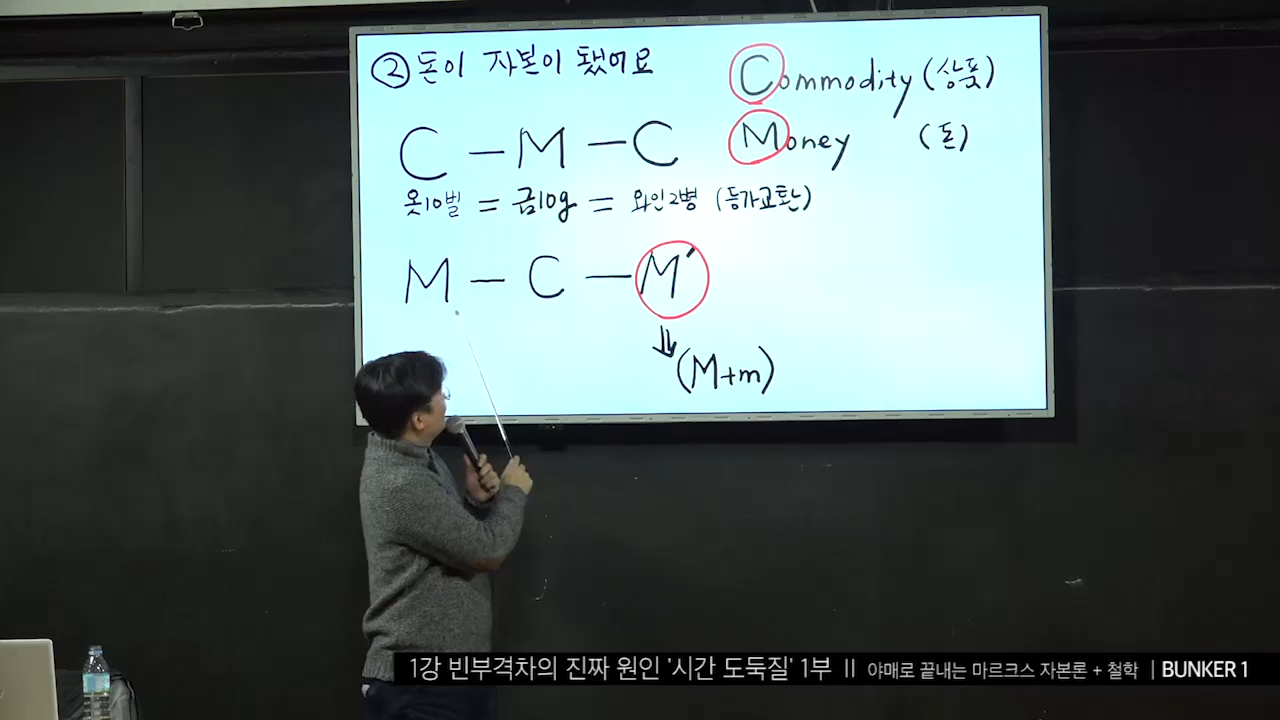 ② 돈이 자본이 됐어요
Commodity (상품)
Money (돈)
C – M – C
옷10벌 = 금10g = 와인2병 (등가교환)
M – C – M′
⇓ (M+m)
1강 빈부격차의 진짜 원인 '시간 도둑질' 1부 II 야매로 끝내는 마르크스 자본론 + 철학 | BUNKER 1